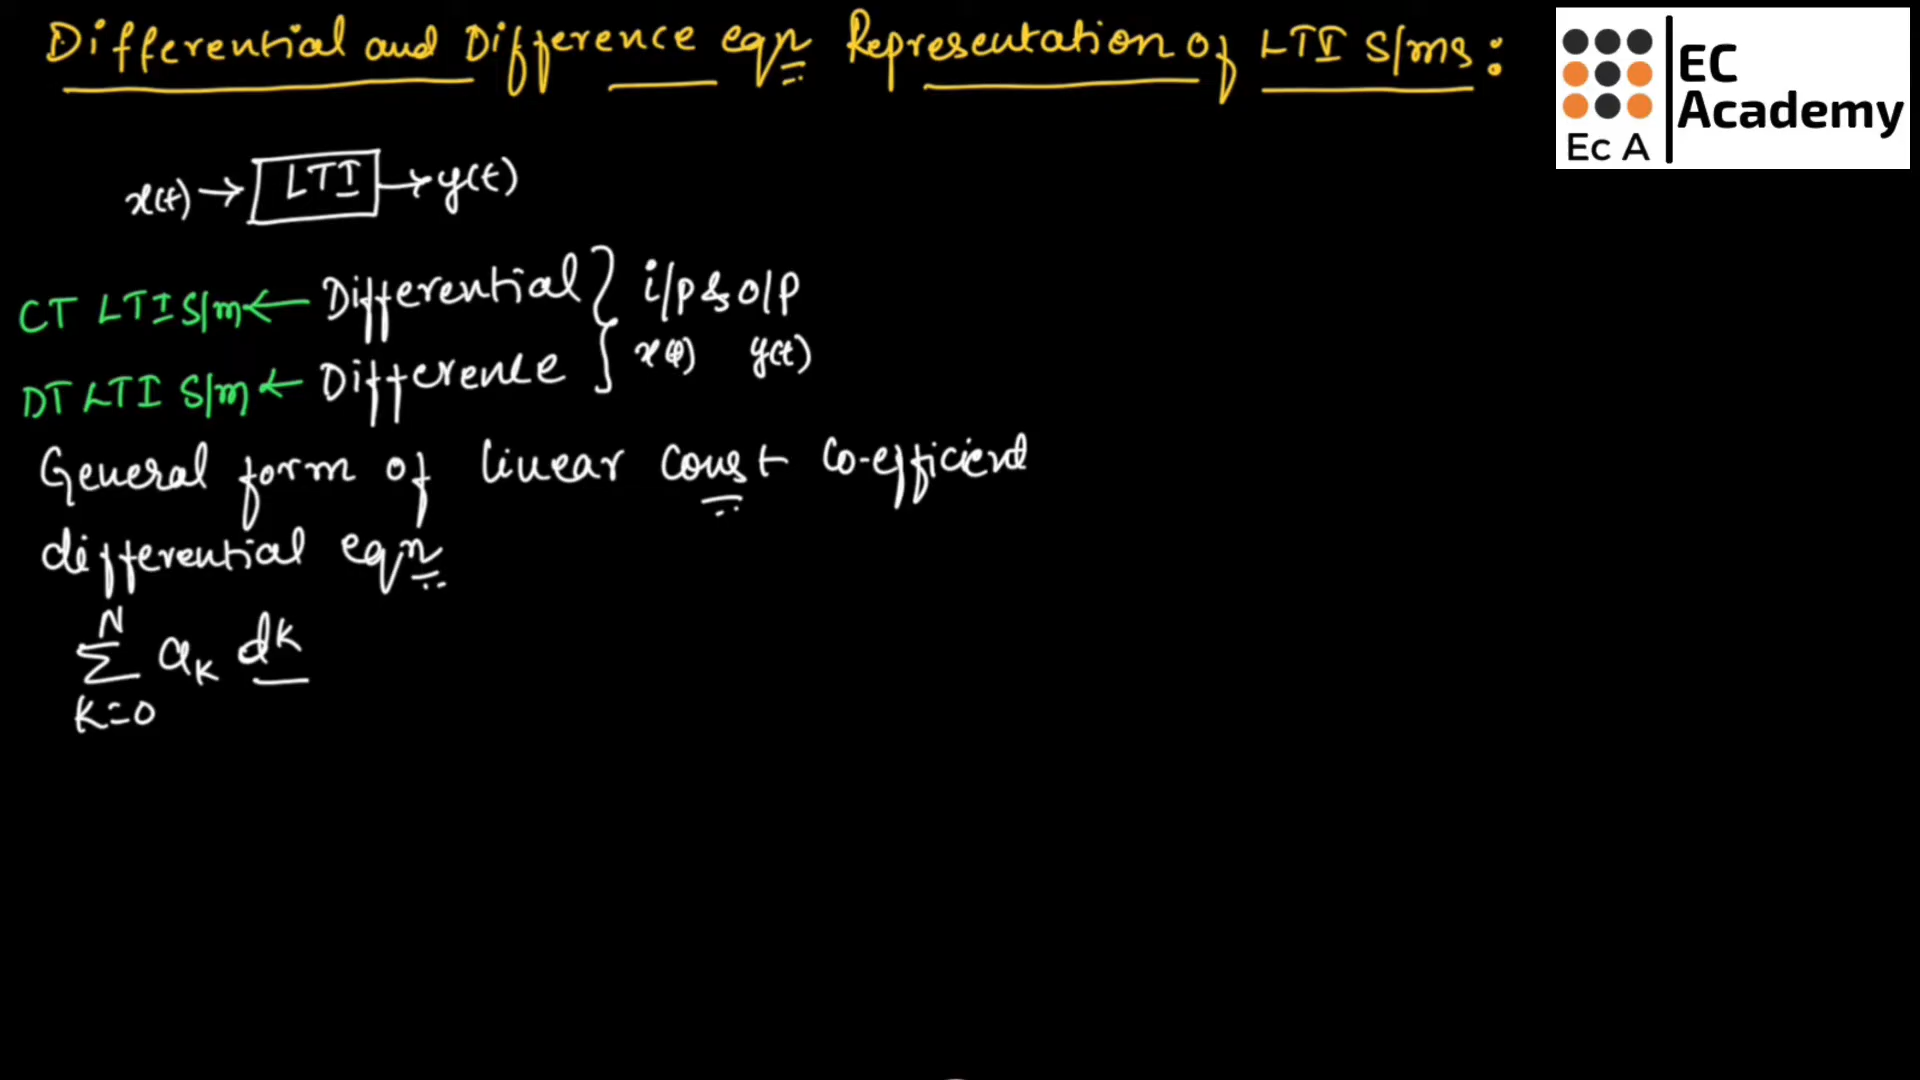 Differential and Difference eqn Representation of LTI S/ms:
EC Academy
Ec A
x(t) → LTI → y(t)
CT LTI S/m ← Differential } i/p & o/p
DT LTI S/m ← Difference } x(t) y(t)
General form of linear const Co-efficient
differential eqn
N
∑ aₖ dᵏ
K=0